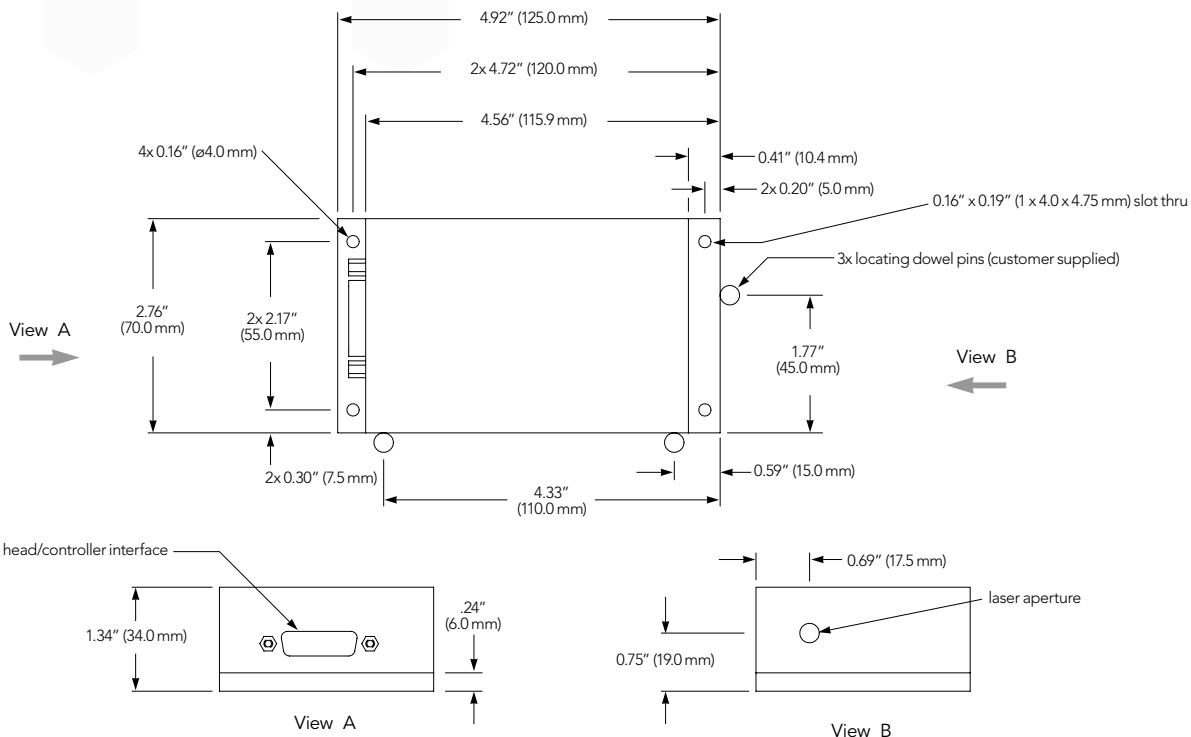 4.92” (125.0 mm)
2x 4.72” (120.0 mm)
4.56” (115.9 mm)
4x 0.16” (ø4.0 mm)
0.41” (10.4 mm)
2x 0.20” (5.0 mm)
0.16” x 0.19” (1 x 4.0 x 4.75 mm) slot thru
3x locating dowel pins (customer supplied)
View A
2.76”
(70.0 mm)
2x 2.17”
(55.0 mm)
1.77”
(45.0 mm)
View B
2x 0.30” (7.5 mm)
0.59” (15.0 mm)
4.33”
(110.0 mm)
head/controller interface
0.69” (17.5 mm)
laser aperture
1.34” (34.0 mm)
.24”
(6.0 mm)
0.75” (19.0 mm)
View A
View B